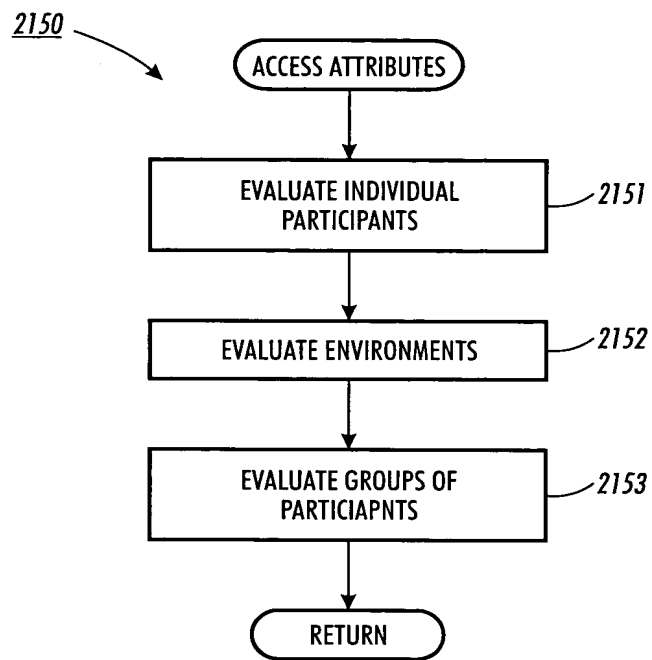 2150
ACCESS ATTRIBUTES
EVALUATE INDIVIDUAL
PARTICIPANTS
2151
EVALUATE ENVIRONMENTS
2152
EVALUATE GROUPS OF
PARTICIAPNTS
2153
RETURN